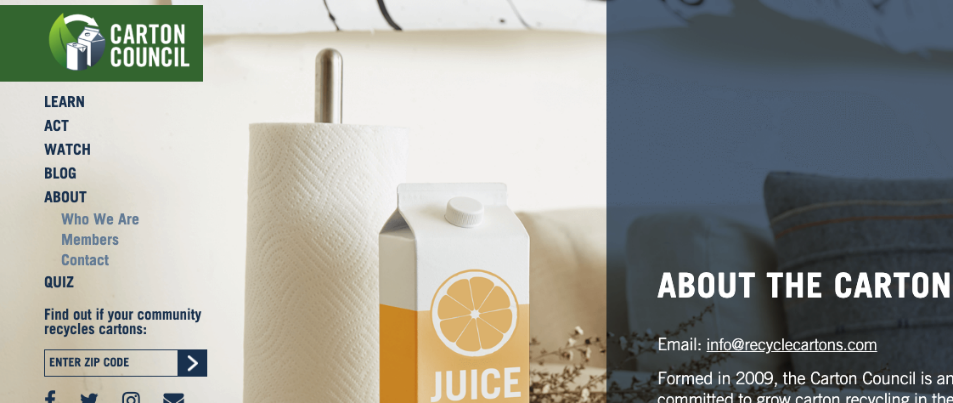 CARTON
COUNCIL
LEARN
ACT
WATCH
BLOG
ABOUT
Who We Are
Members
Contact
QUIZ
Find out if your community
recycles cartons:
ENTER ZIP CODE
JUICE
ABOUT THE CARTON
Email: info@recyclecartons.com
Formed in 2009, the Carton Council is an
committed to grow carton recycling in the